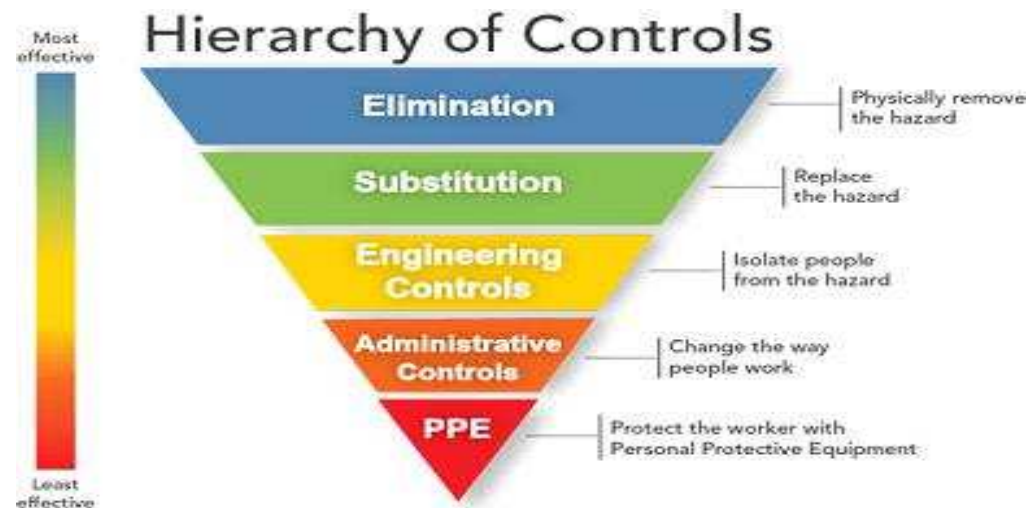 Hierarchy of Controls
Most
effective
Elimination
Physically remove
the hazard
Substitution
Replace
the hazard
Engineering
Controls
Isolate people
from the hazard
Administrative
Controls
Change the way
people work
PPE
Protect the worker with
Personal Protective Equipment
Least
effective